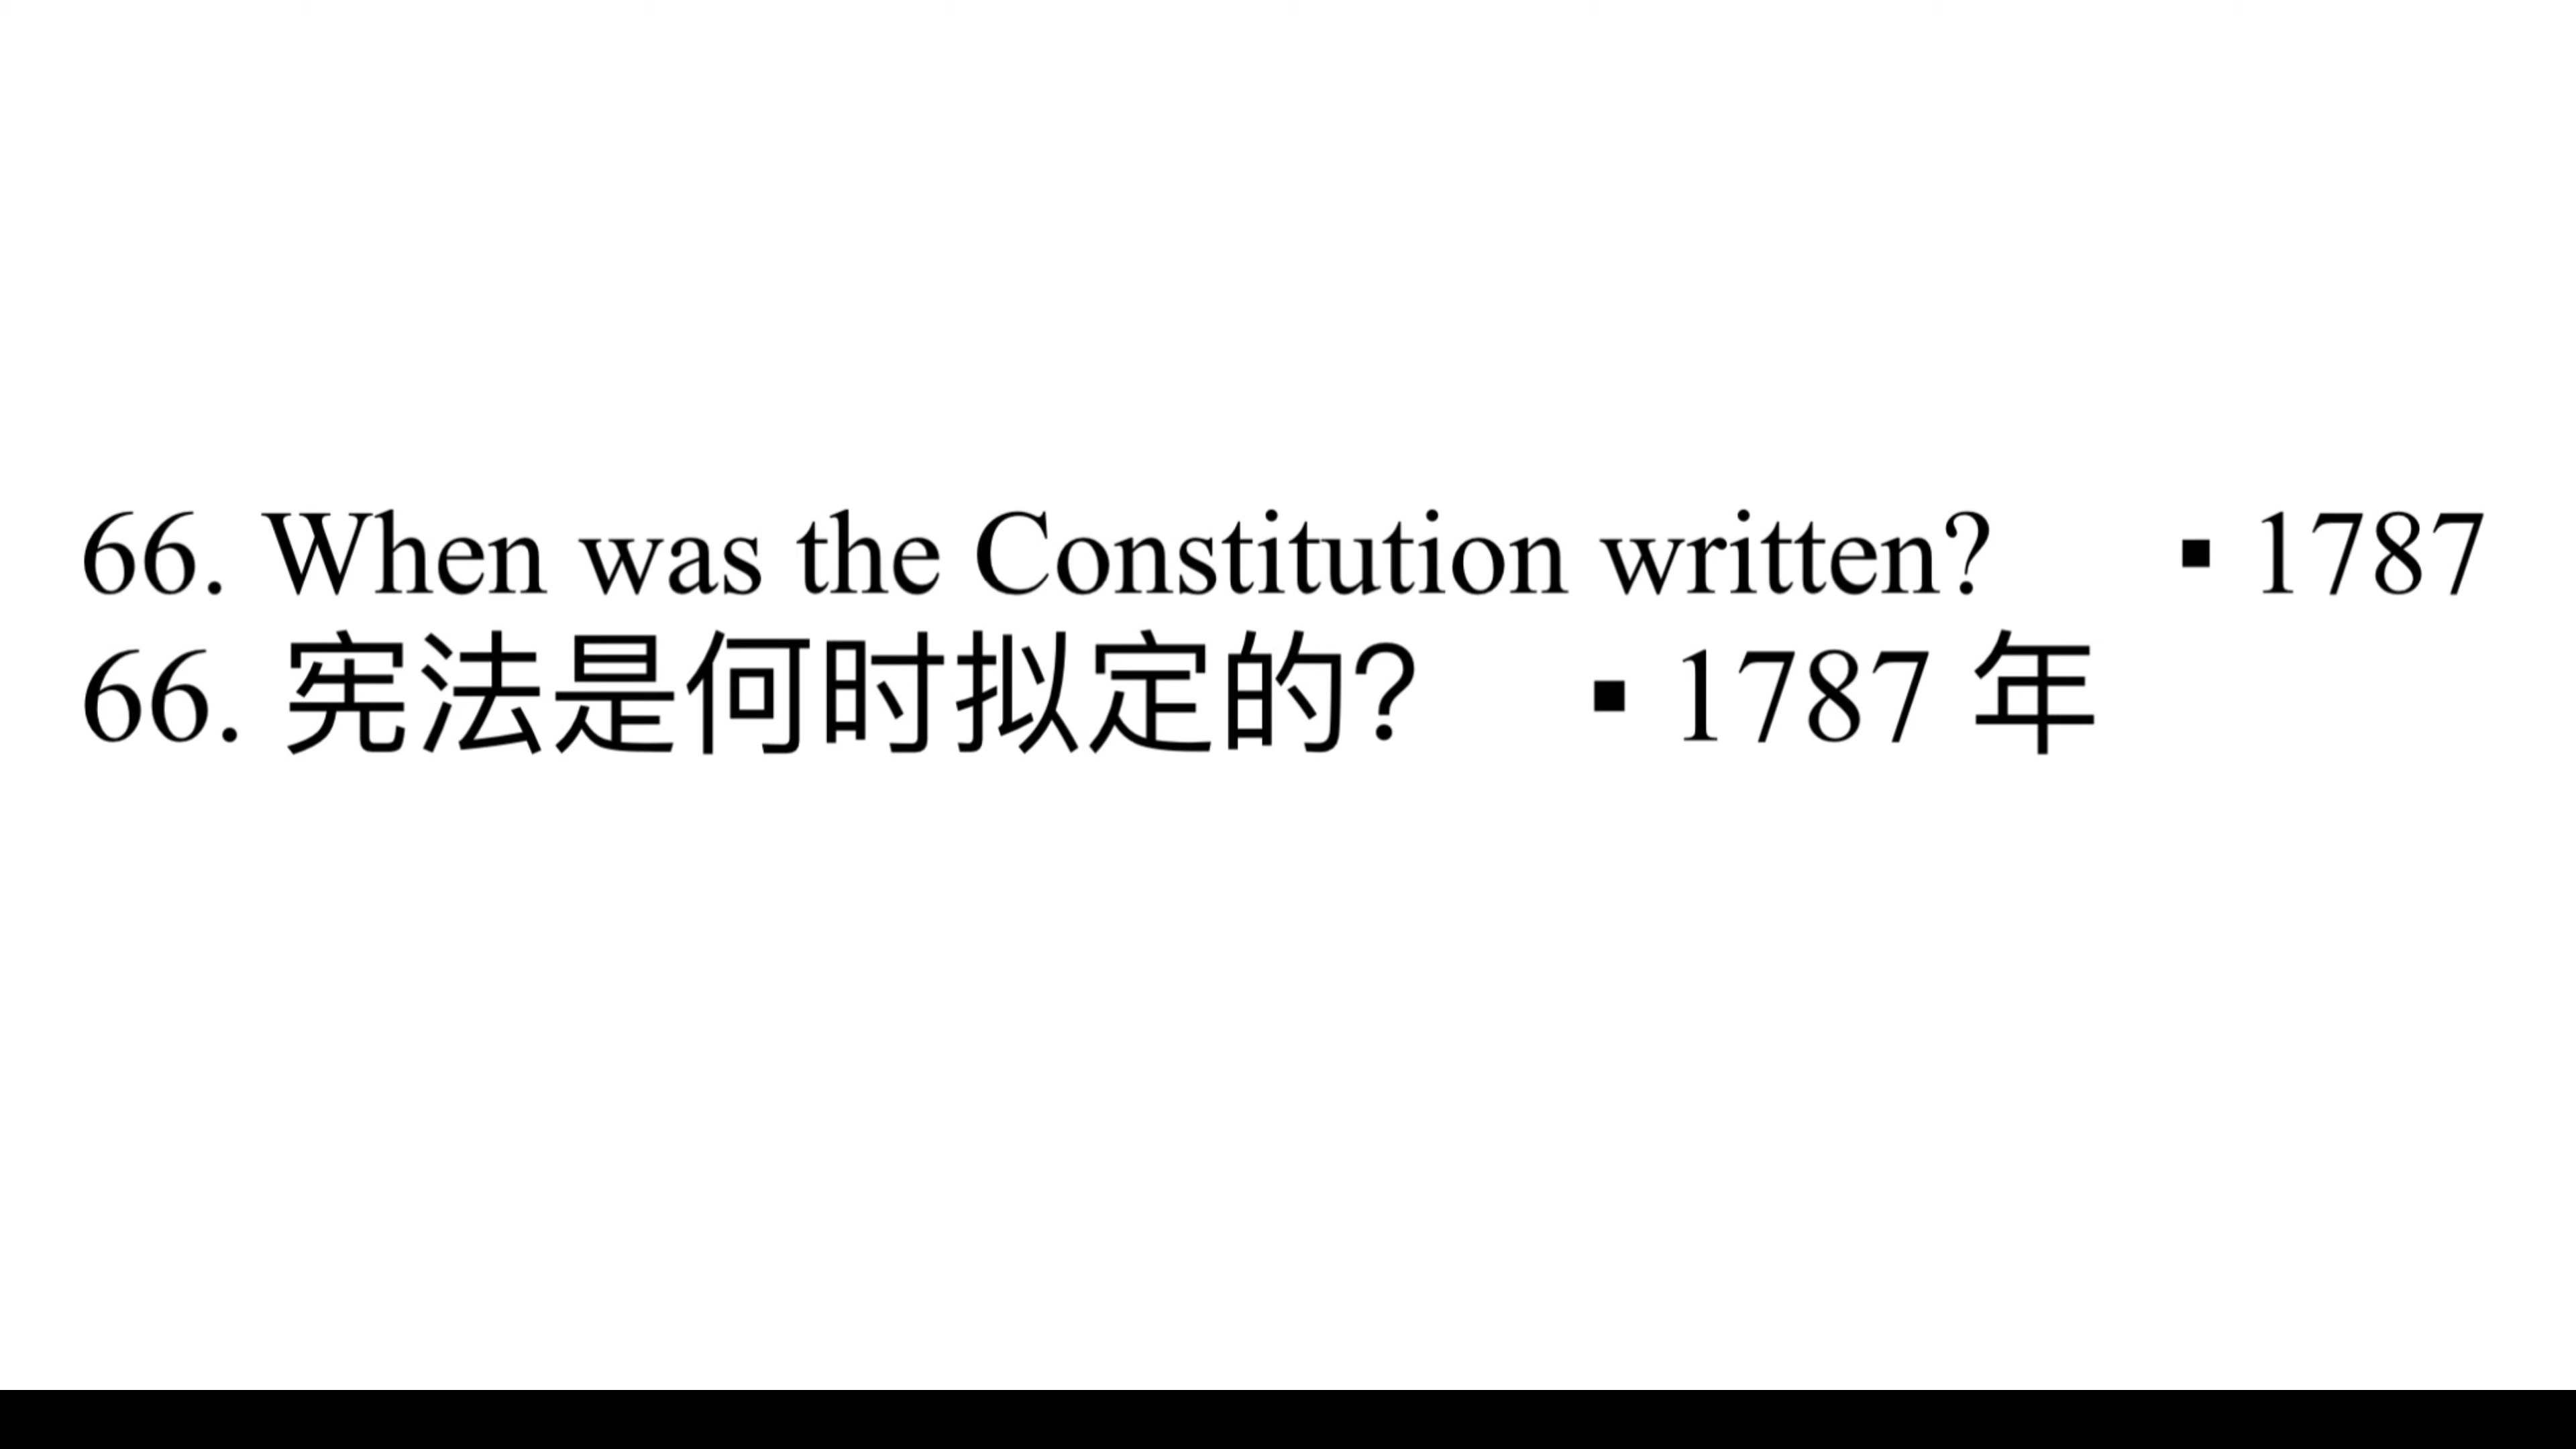 66. When was the Constitution written? ▪ 1787
66. 宪法是何时拟定的? ▪ 1787 年